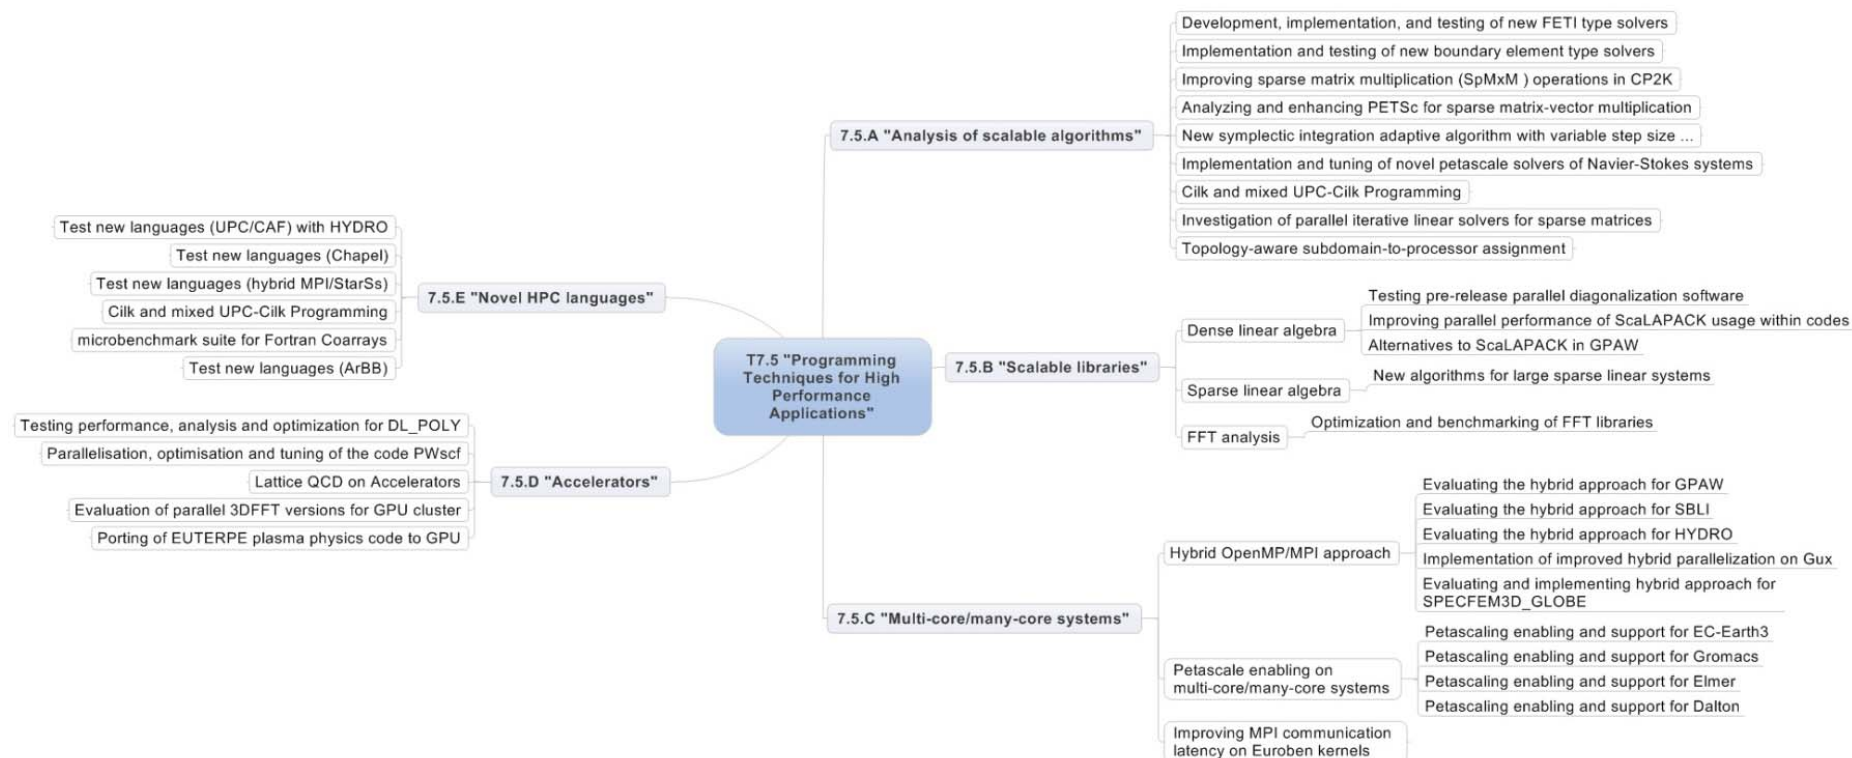 Development, implementation, and testing of new FETI type solvers
Implementation and testing of new boundary element type solvers
Improving sparse matrix multiplication (SpMxM ) operations in CP2K
Analyzing and enhancing PETSc for sparse matrix-vector multiplication
7.5.A "Analysis of scalable algorithms"
New symplectic integration adaptive algorithm with variable step size ...
Implementation and tuning of novel petascale solvers of Navier-Stokes systems
Cilk and mixed UPC-Cilk Programming
Investigation of parallel iterative linear solvers for sparse matrices
Topology-aware subdomain-to-processor assignment
Test new languages (UPC/CAF) with HYDRO
Test new languages (Chapel)
Test new languages (hybrid MPI/StarSs)
Cilk and mixed UPC-Cilk Programming
microbenchmark suite for Fortran Coarrays
Test new languages (ArBB)
7.5.E "Novel HPC languages"
T7.5 "Programming
Techniques for High
Performance
Applications"
7.5.B "Scalable libraries"
Dense linear algebra
Testing pre-release parallel diagonalization software
Improving parallel performance of ScaLAPACK usage within codes
Alternatives to ScaLAPACK in GPAW
Sparse linear algebra
New algorithms for large sparse linear systems
FFT analysis
Optimization and benchmarking of FFT libraries
Testing performance, analysis and optimization for DL_POLY
Parallelisation, optimisation and tuning of the code PWscf
Lattice QCD on Accelerators
Evaluation of parallel 3DFFT versions for GPU cluster
Porting of EUTERPE plasma physics code to GPU
7.5.D "Accelerators"
7.5.C "Multi-core/many-core systems"
Hybrid OpenMP/MPI approach
Evaluating the hybrid approach for GPAW
Evaluating the hybrid approach for SBLI
Evaluating the hybrid approach for HYDRO
Implementation of improved hybrid parallelization on Gux
Evaluating and implementing hybrid approach for
SPECFEM3D_GLOBE
Petascale enabling on
multi-core/many-core systems
Petascaling enabling and support for EC-Earth3
Petascaling enabling and support for Gromacs
Petascaling enabling and support for Elmer
Petascaling enabling and support for Dalton
Improving MPI communication
latency on Euroben kernels